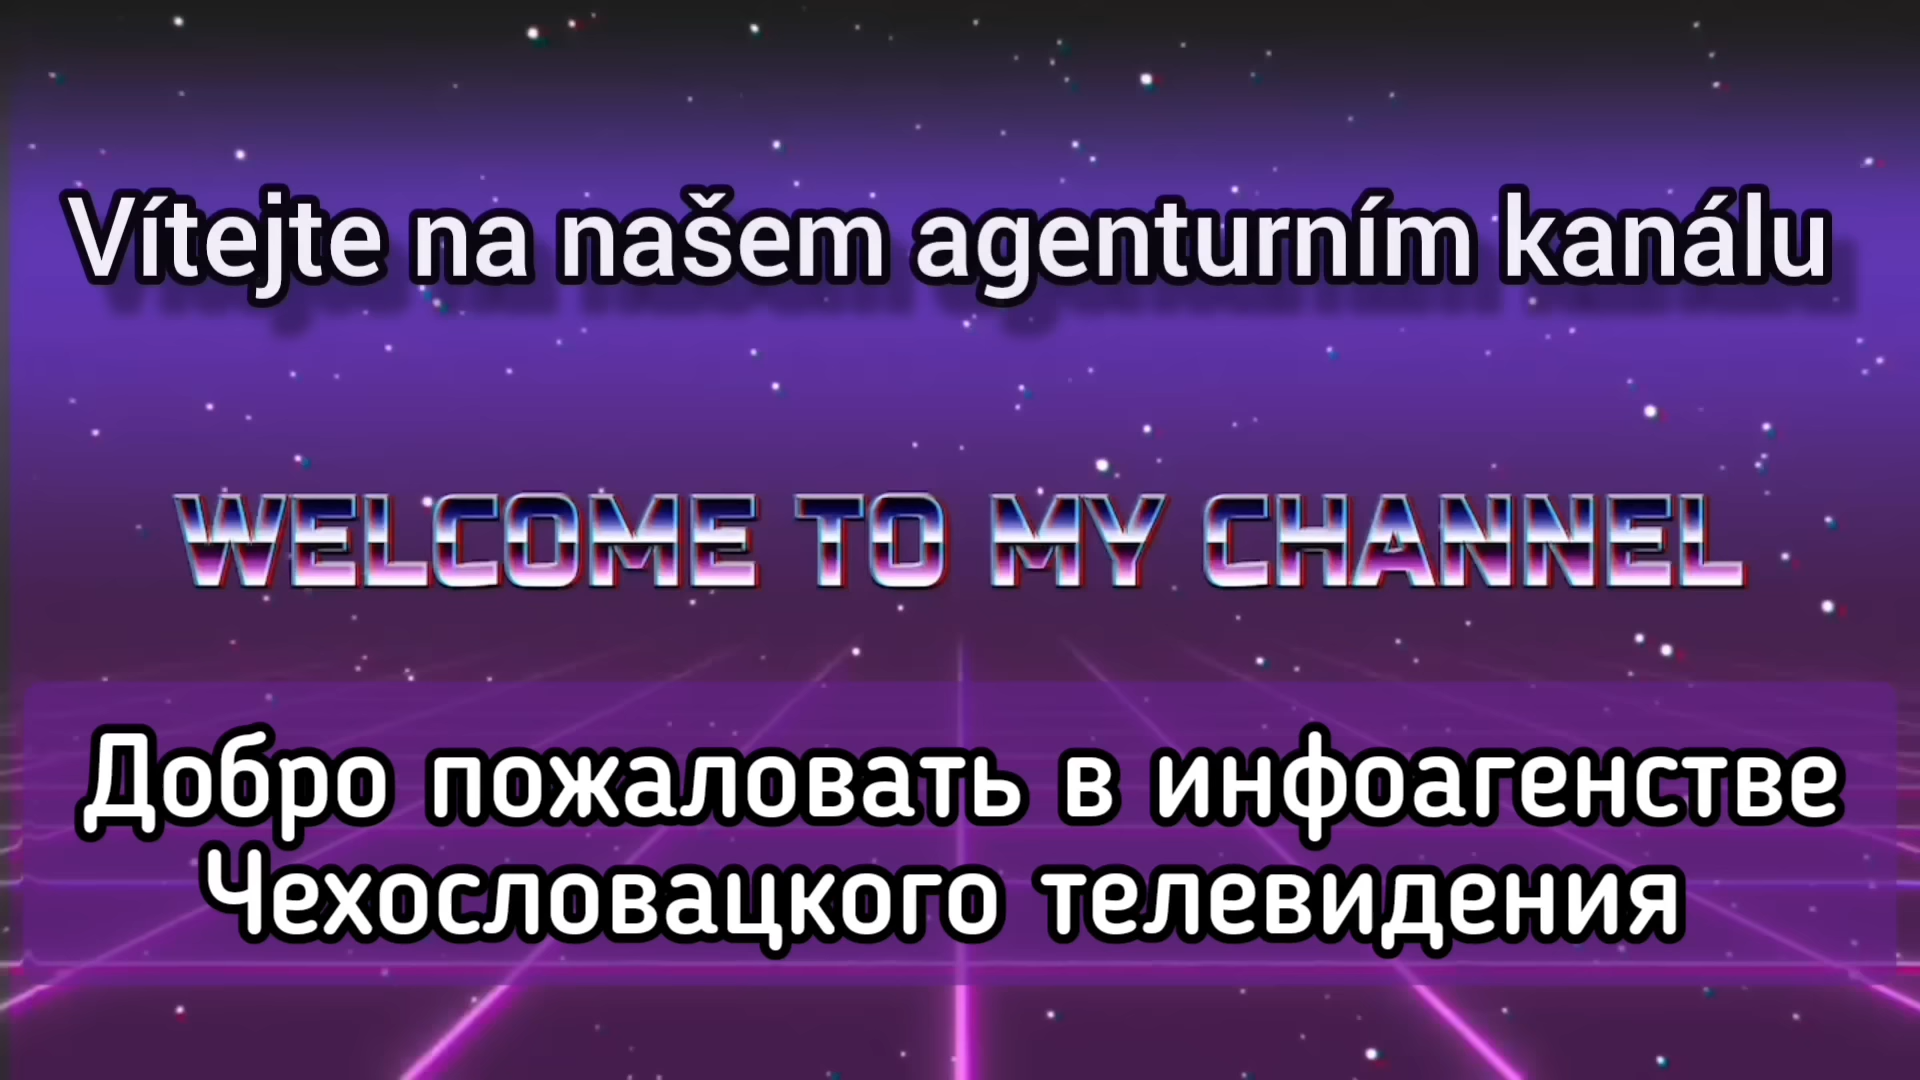 Vítejte na našem agenturním kanálu
WELCOME TO MY CHANNEL
Добро пожаловать в инфоагенстве
Чехословацкого телевидения